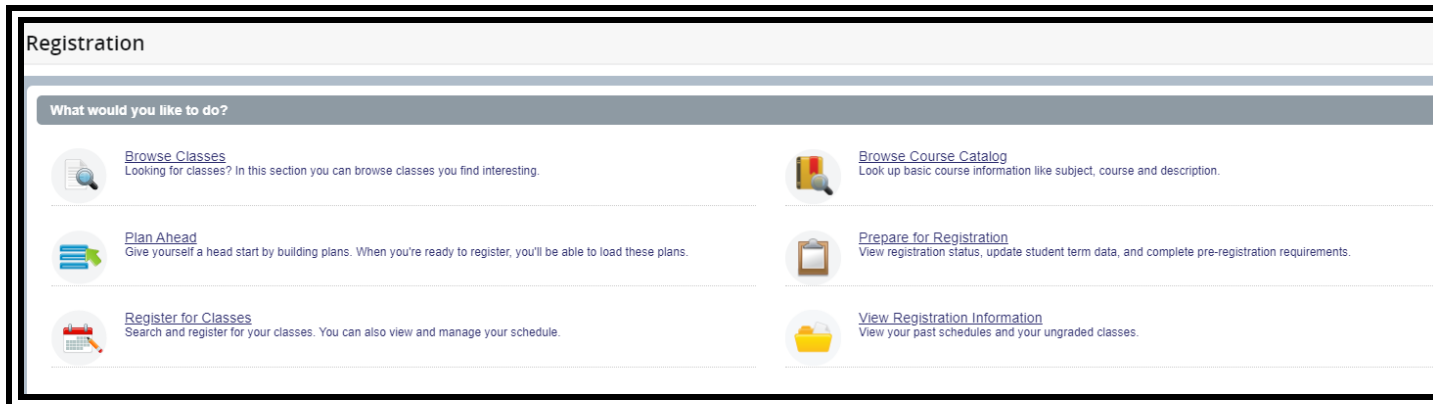 Registration
What would you like to do?
Browse Classes
Looking for classes? In this section you can browse classes you find interesting.
Browse Course Catalog
Look up basic course information like subject, course and description.
Plan Ahead
Give yourself a head start by building plans. When you're ready to register, you'll be able to load these plans.
Prepare for Registration
View registration status, update student term data, and complete pre-registration requirements.
Register for Classes
Search and register for your classes. You can also view and manage your schedule.
View Registration Information
View your past schedules and your ungraded classes.